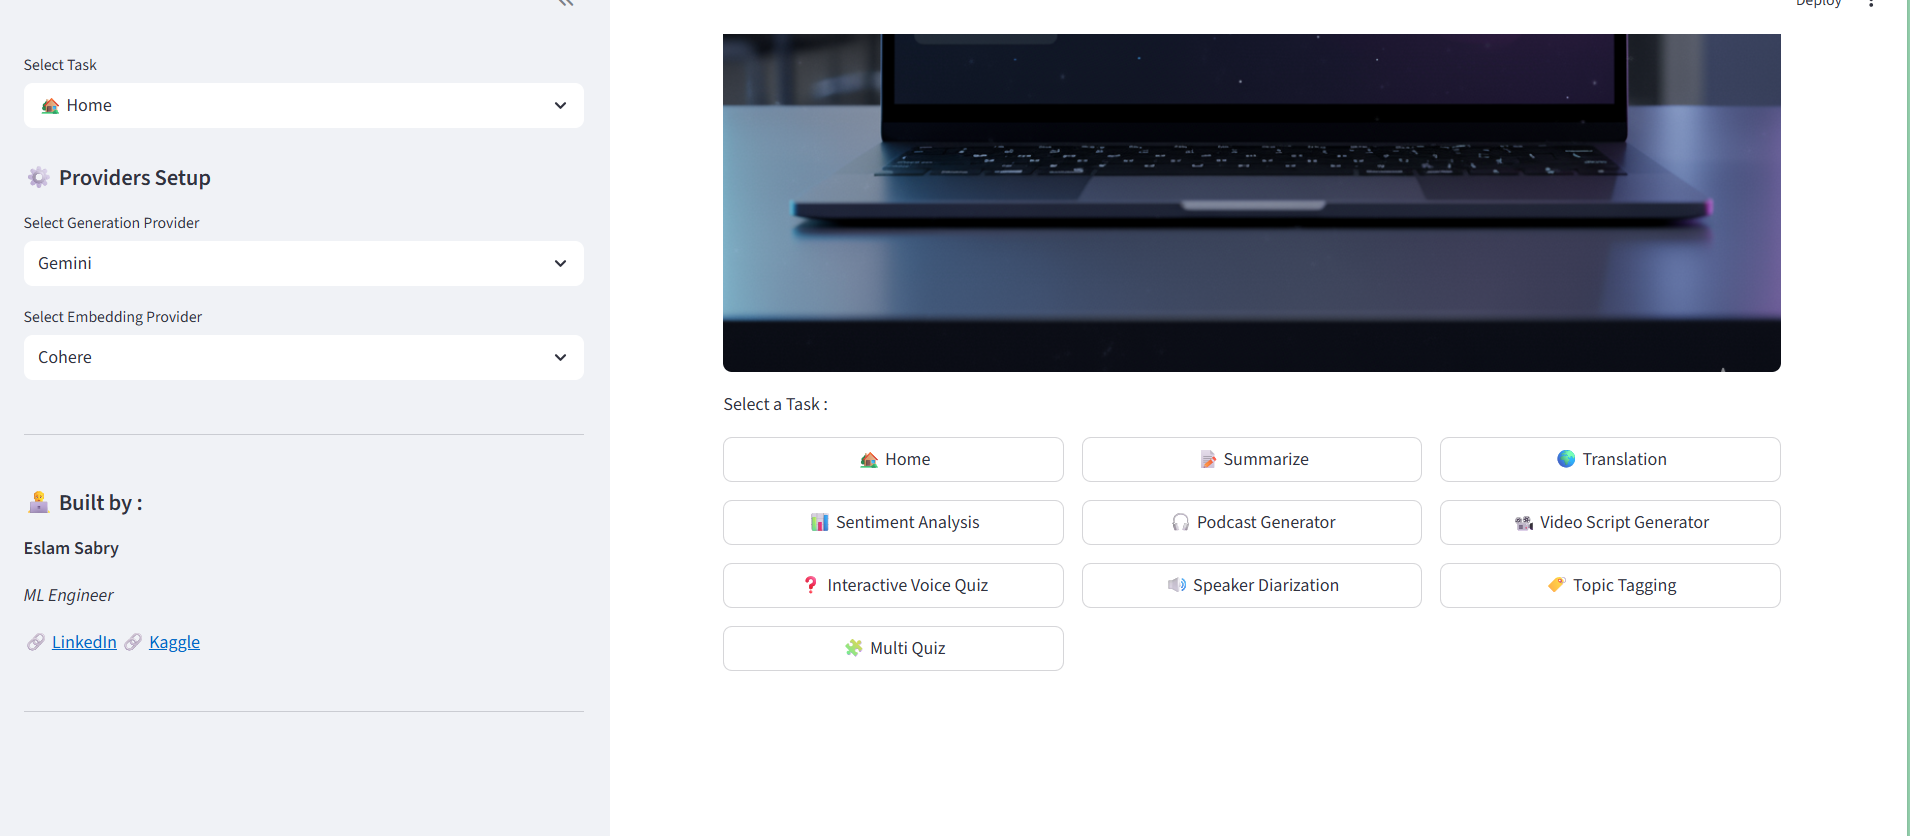 Deploy
Select Task
Home
Providers Setup
Select Generation Provider
Gemini
Select Embedding Provider
Cohere
Built by :
Eslam Sabry
ML Engineer
LinkedIn Kaggle
Select a Task :
Home
Summarize
Translation
Sentiment Analysis
Podcast Generator
Video Script Generator
Interactive Voice Quiz
Speaker Diarization
Topic Tagging
Multi Quiz